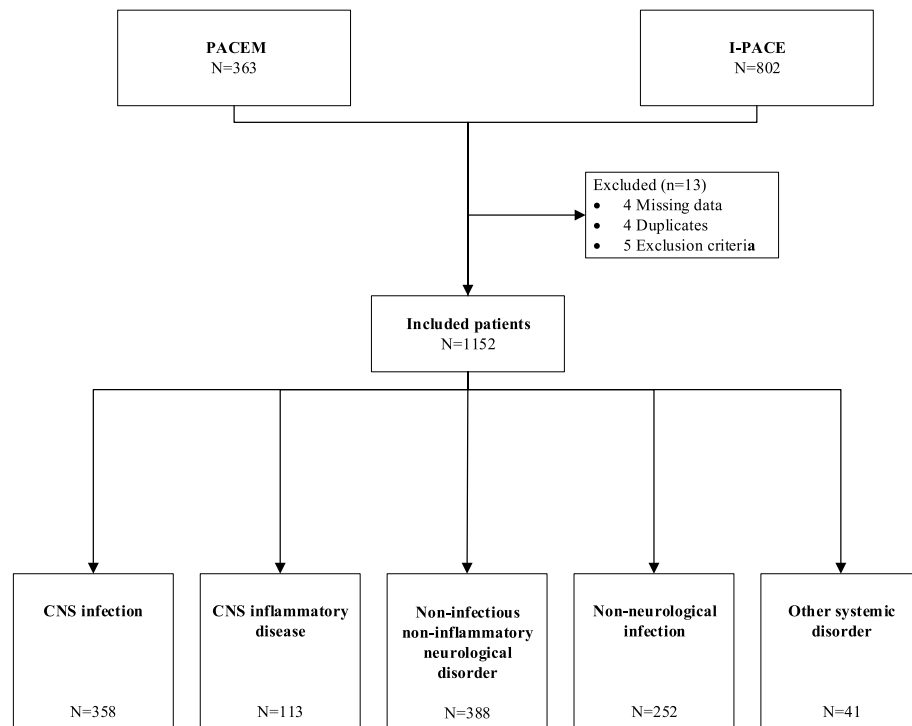 PACEM
N=363
I-PACE
N=802
Excluded (n=13)
• 4 Missing data
• 4 Duplicates
• 5 Exclusion criteria
Included patients
N=1152
CNS infection
N=358
CNS inflammatory
disease
N=113
Non-infectious
non-inflammatory
neurological
disorder
N=388
Non-neurological
infection
N=252
Other systemic
disorder
N=41